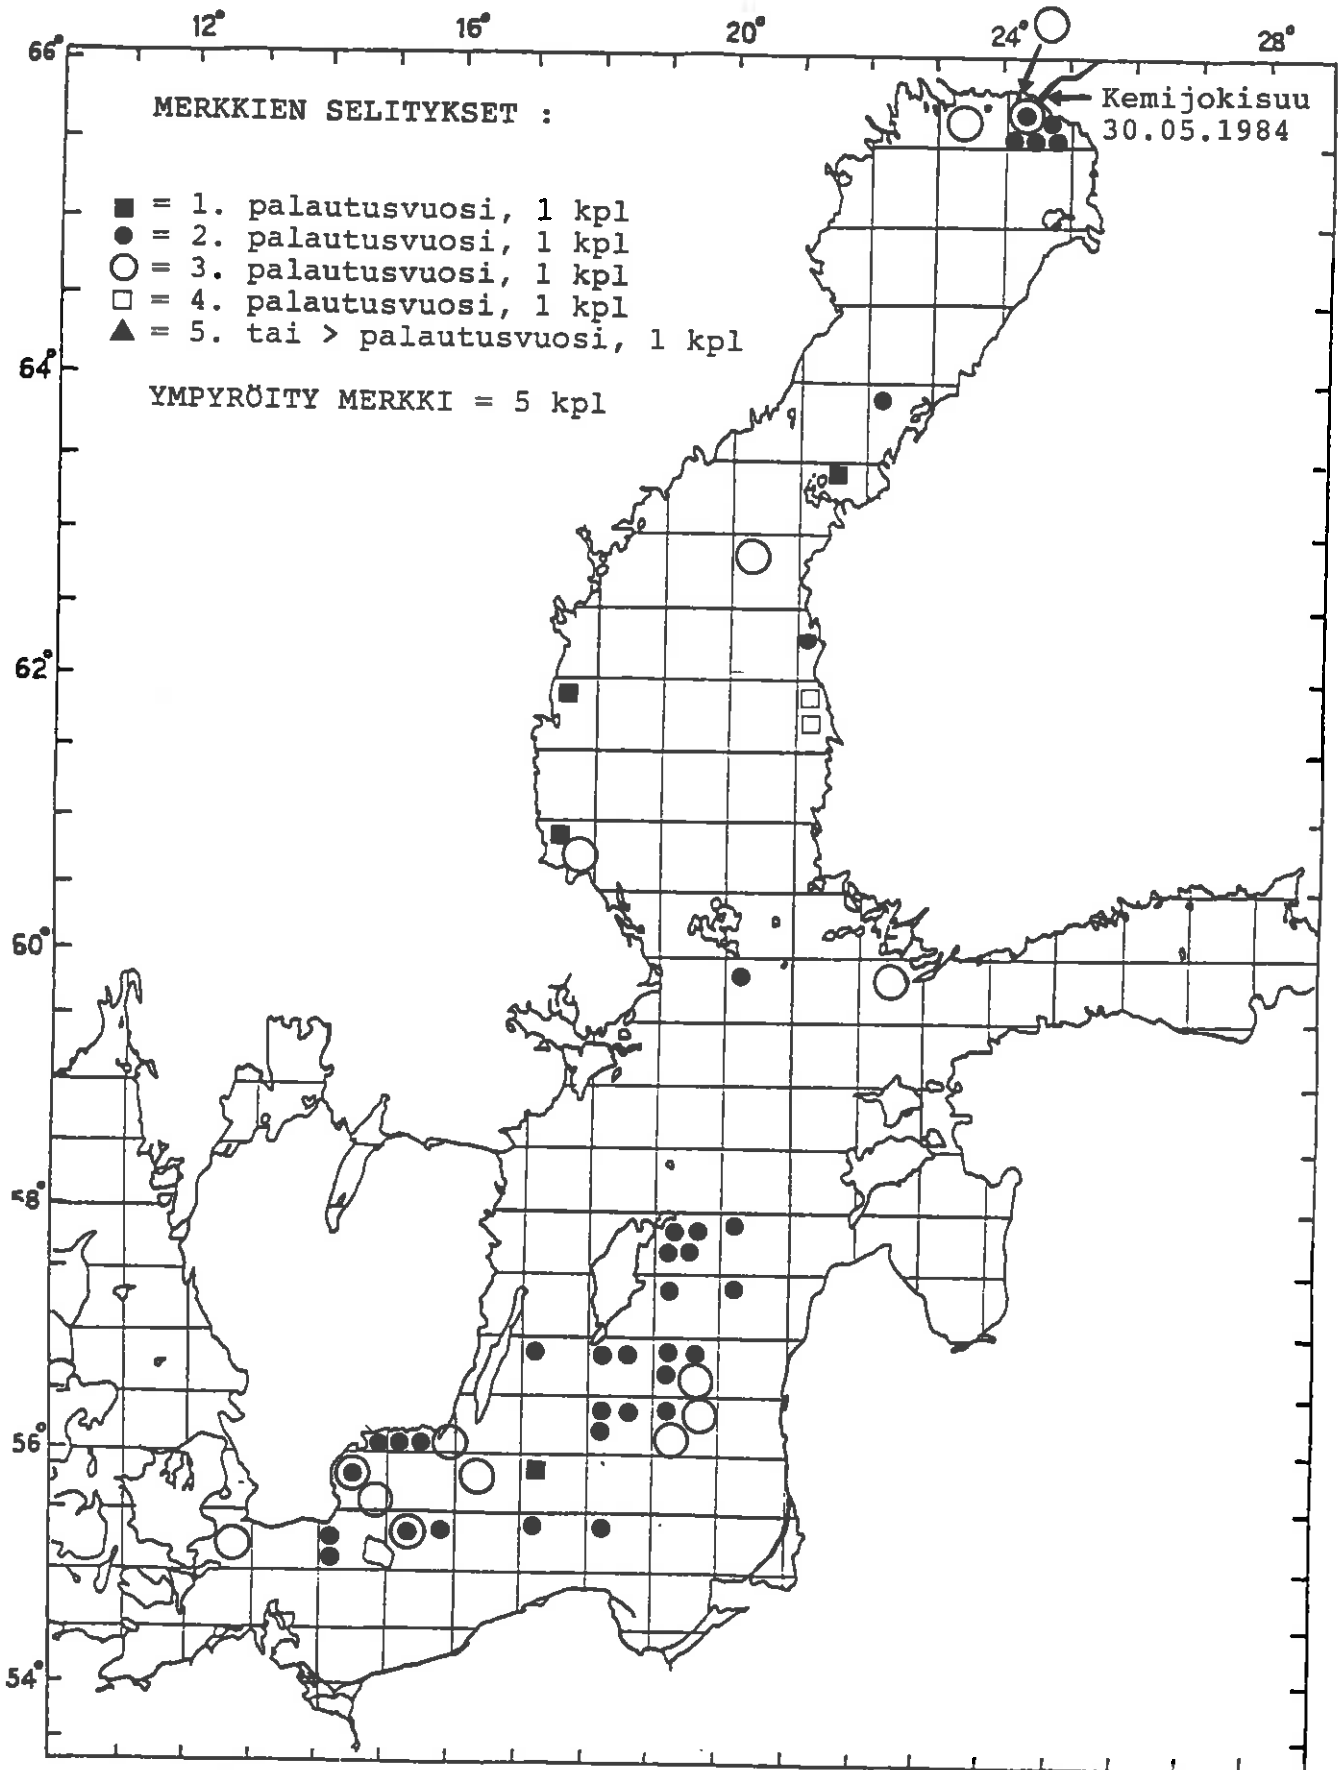 12° 16° 20° 24° 28°
66°
MERKKIEN SELITYKSET :
Kemijokisuu
30.05.1984
■ = 1. palautusvuosi, 1 kpl
● = 2. palautusvuosi, 1 kpl
○ = 3. palautusvuosi, 1 kpl
□ = 4. palautusvuosi, 1 kpl
▲ = 5. tai > palautusvuosi, 1 kpl
64°
YMPYRÖITY MERKKI = 5 kpl
62°
60°
58°
56°
54°